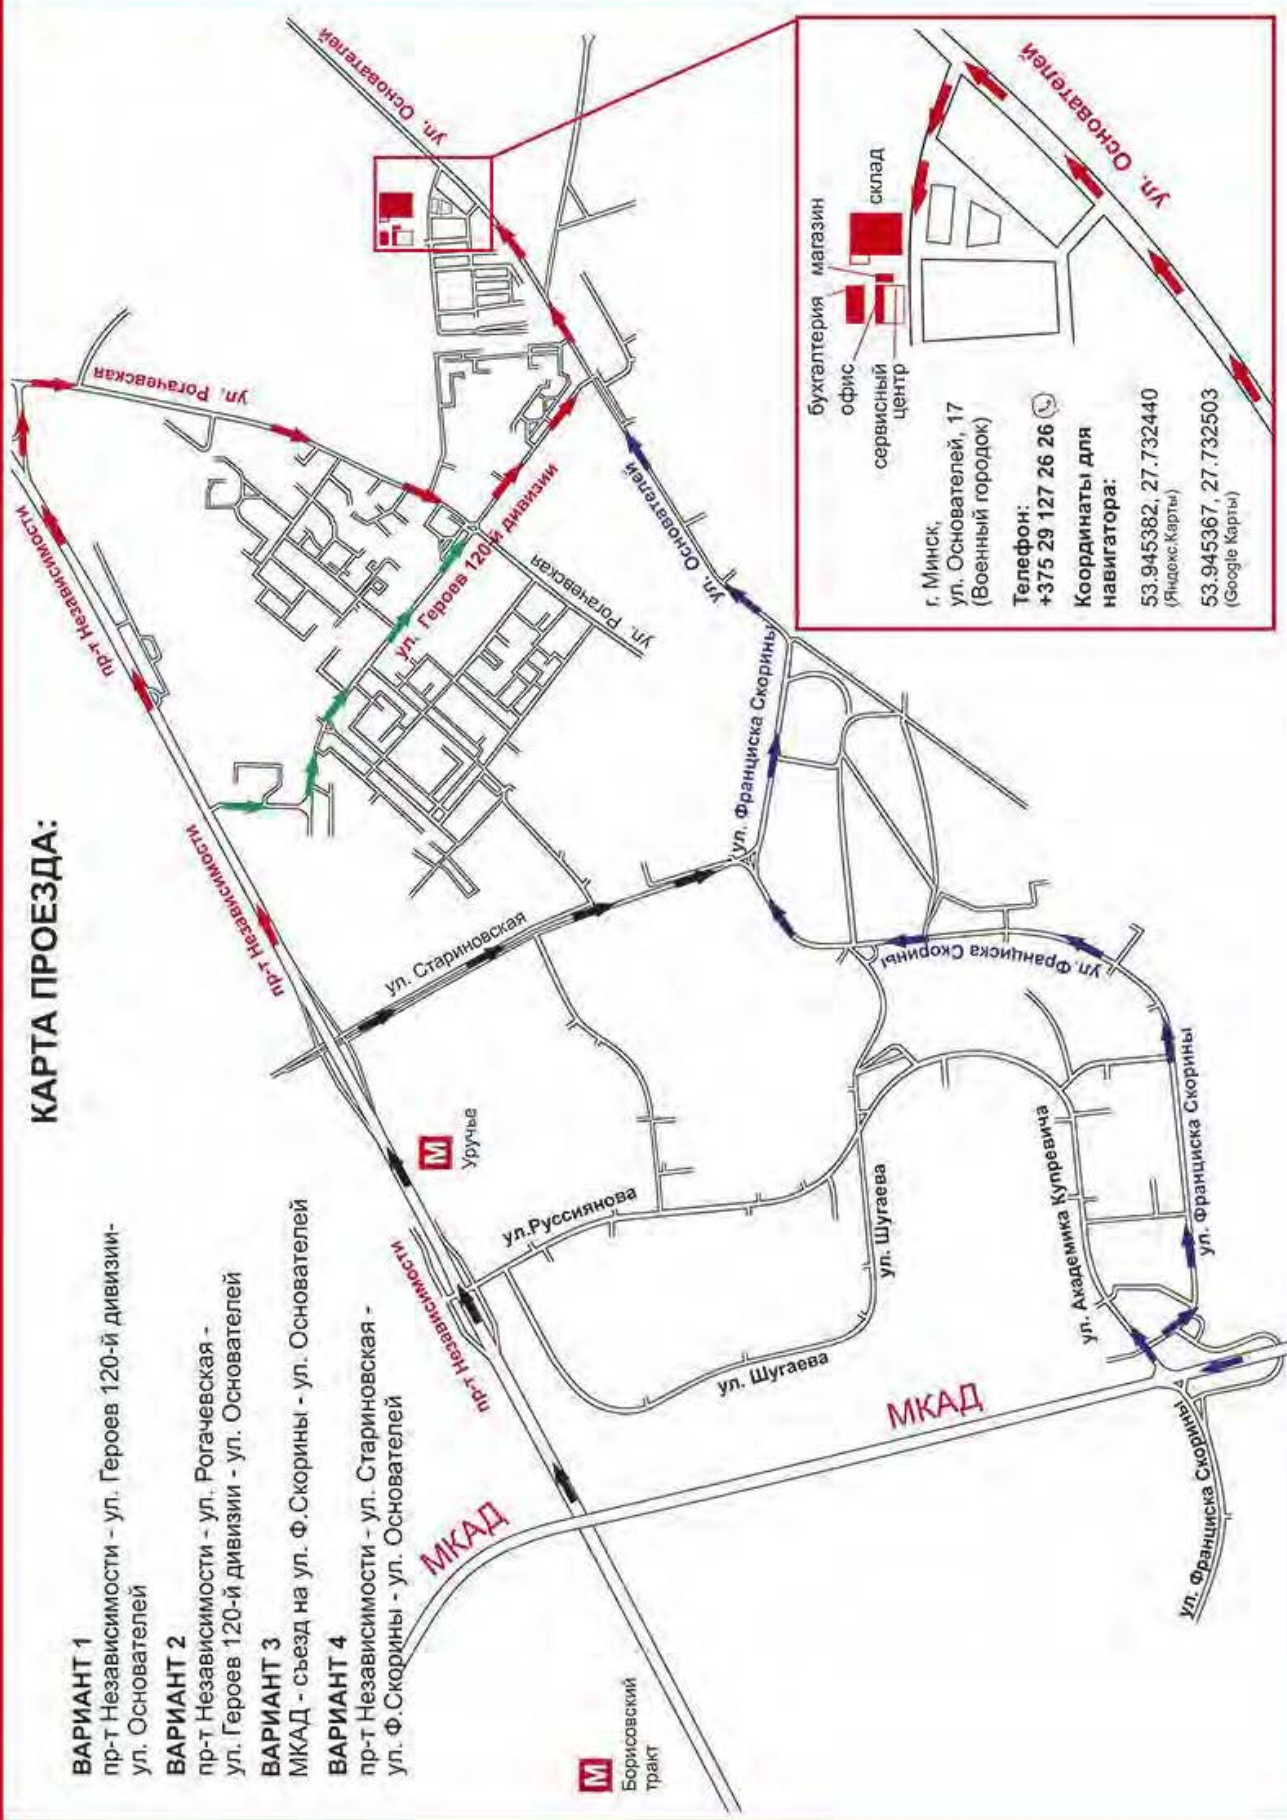 КАРТА ПРОЕЗДА:
ВАРИАНТ 1
пр-т Независимости - ул. Героев 120-й дивизии-
ул. Основателей
ВАРИАНТ 2
пр-т Независимости - ул. Рогачевская -
ул. Героев 120-й дивизии - ул. Основателей
ВАРИАНТ 3
МКАД - съезд на ул. Ф.Скорины - ул. Основателей
ВАРИАНТ 4
пр-т Независимости - ул. Стариновская -
ул. Ф.Скорины - ул. Основателей
М
Борисовский
тракт
МКАД
МКАД
пр-т Независимости
М
Уручье
пр-т Независимости
пр-т Независимости
ул. Стариновская
ул.Руссиянова
ул. Шугаева
ул. Шугаева
ул. Академика Купревича
ул. Франциска Скорины
ул. Франциска Скорины
ул. Франциска Скорины
ул. Франциска Скорины
ул. Основателей
ул. Героев 120-й дивизии
ул. Рогачевская
ул. Рогачевская
ул. Основателей
бухгалтерия
магазин
офис
склад
сервисный
центр
ул. Основателей
г. Минск,
ул. Основателей, 17
(Военный городок)
Телефон:
+375 29 127 26 26
Координаты для
навигатора:
53.945382, 27.732440
(Яндекс.Карты)
53.945367, 27.732503
(Google Карты)